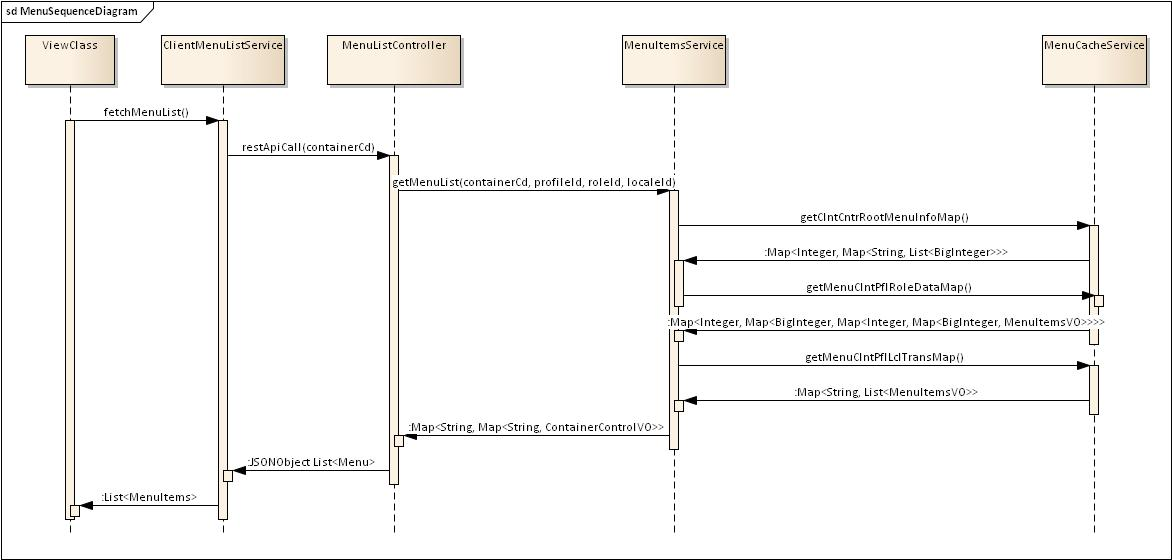 sd MenuSequenceDiagram
ViewClass
ClientMenuListService
MenuListController
MenuItemsService
MenuCacheService
fetchMenuList()
restApiCall(containerCd)
getMenuList(containerCd, profileId, roleId, localeId)
getClntCntrRootMenuInfoMap()
:Map<Integer, Map<String, List<BigInteger>>>
getMenuClntPflRoleDataMap()
:Map<Integer, Map<BigInteger, Map<Integer, Map<BigInteger, MenuItemsVO>>>>
getMenuClntPflLclTransMap()
:Map<String, List<MenuItemsVO>>
:Map<String, Map<String, ContainerControlVO>>
:JSONObject List<Menu>
:List<MenuItems>